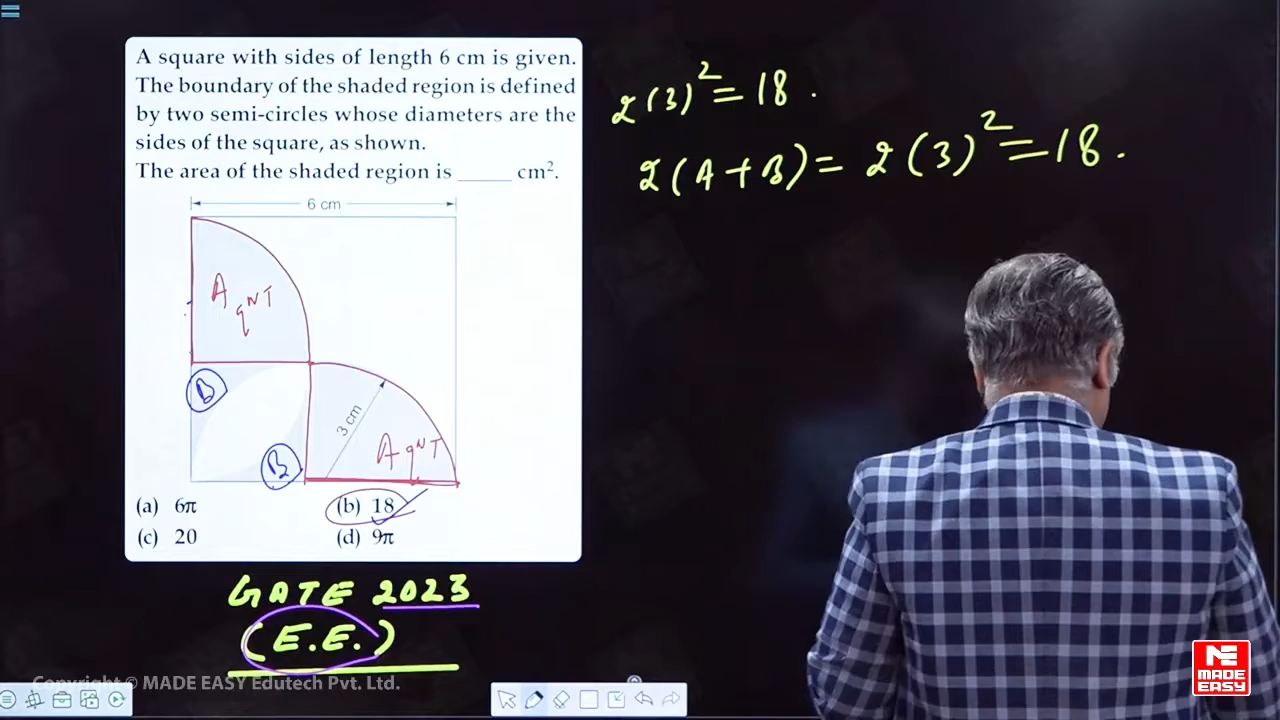 A square with sides of length 6 cm is given.
The boundary of the shaded region is defined
by two semi-circles whose diameters are the
sides of the square, as shown.
The area of the shaded region is _____ cm².
6 cm
A
qNT
B
3 cm
B
A qNT
(a) 6π
(b) 18
(c) 20
(d) 9π
2(3)² = 18.
2(A+B) = 2(3)² = 18.
GATE 2023
(E.E.)
Copyright © MADE EASY Edutech Pvt. Ltd.
ME
MADE
EASY